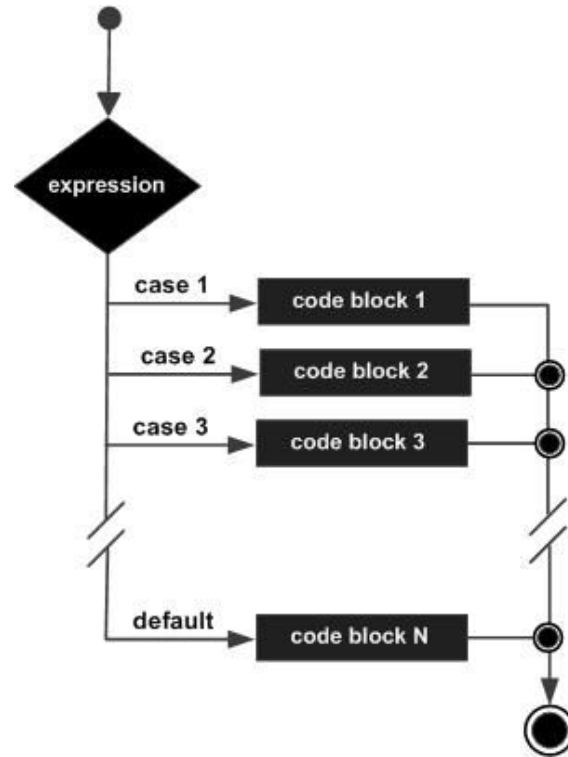 expression
case 1
code block 1
case 2
code block 2
case 3
code block 3
default
code block N